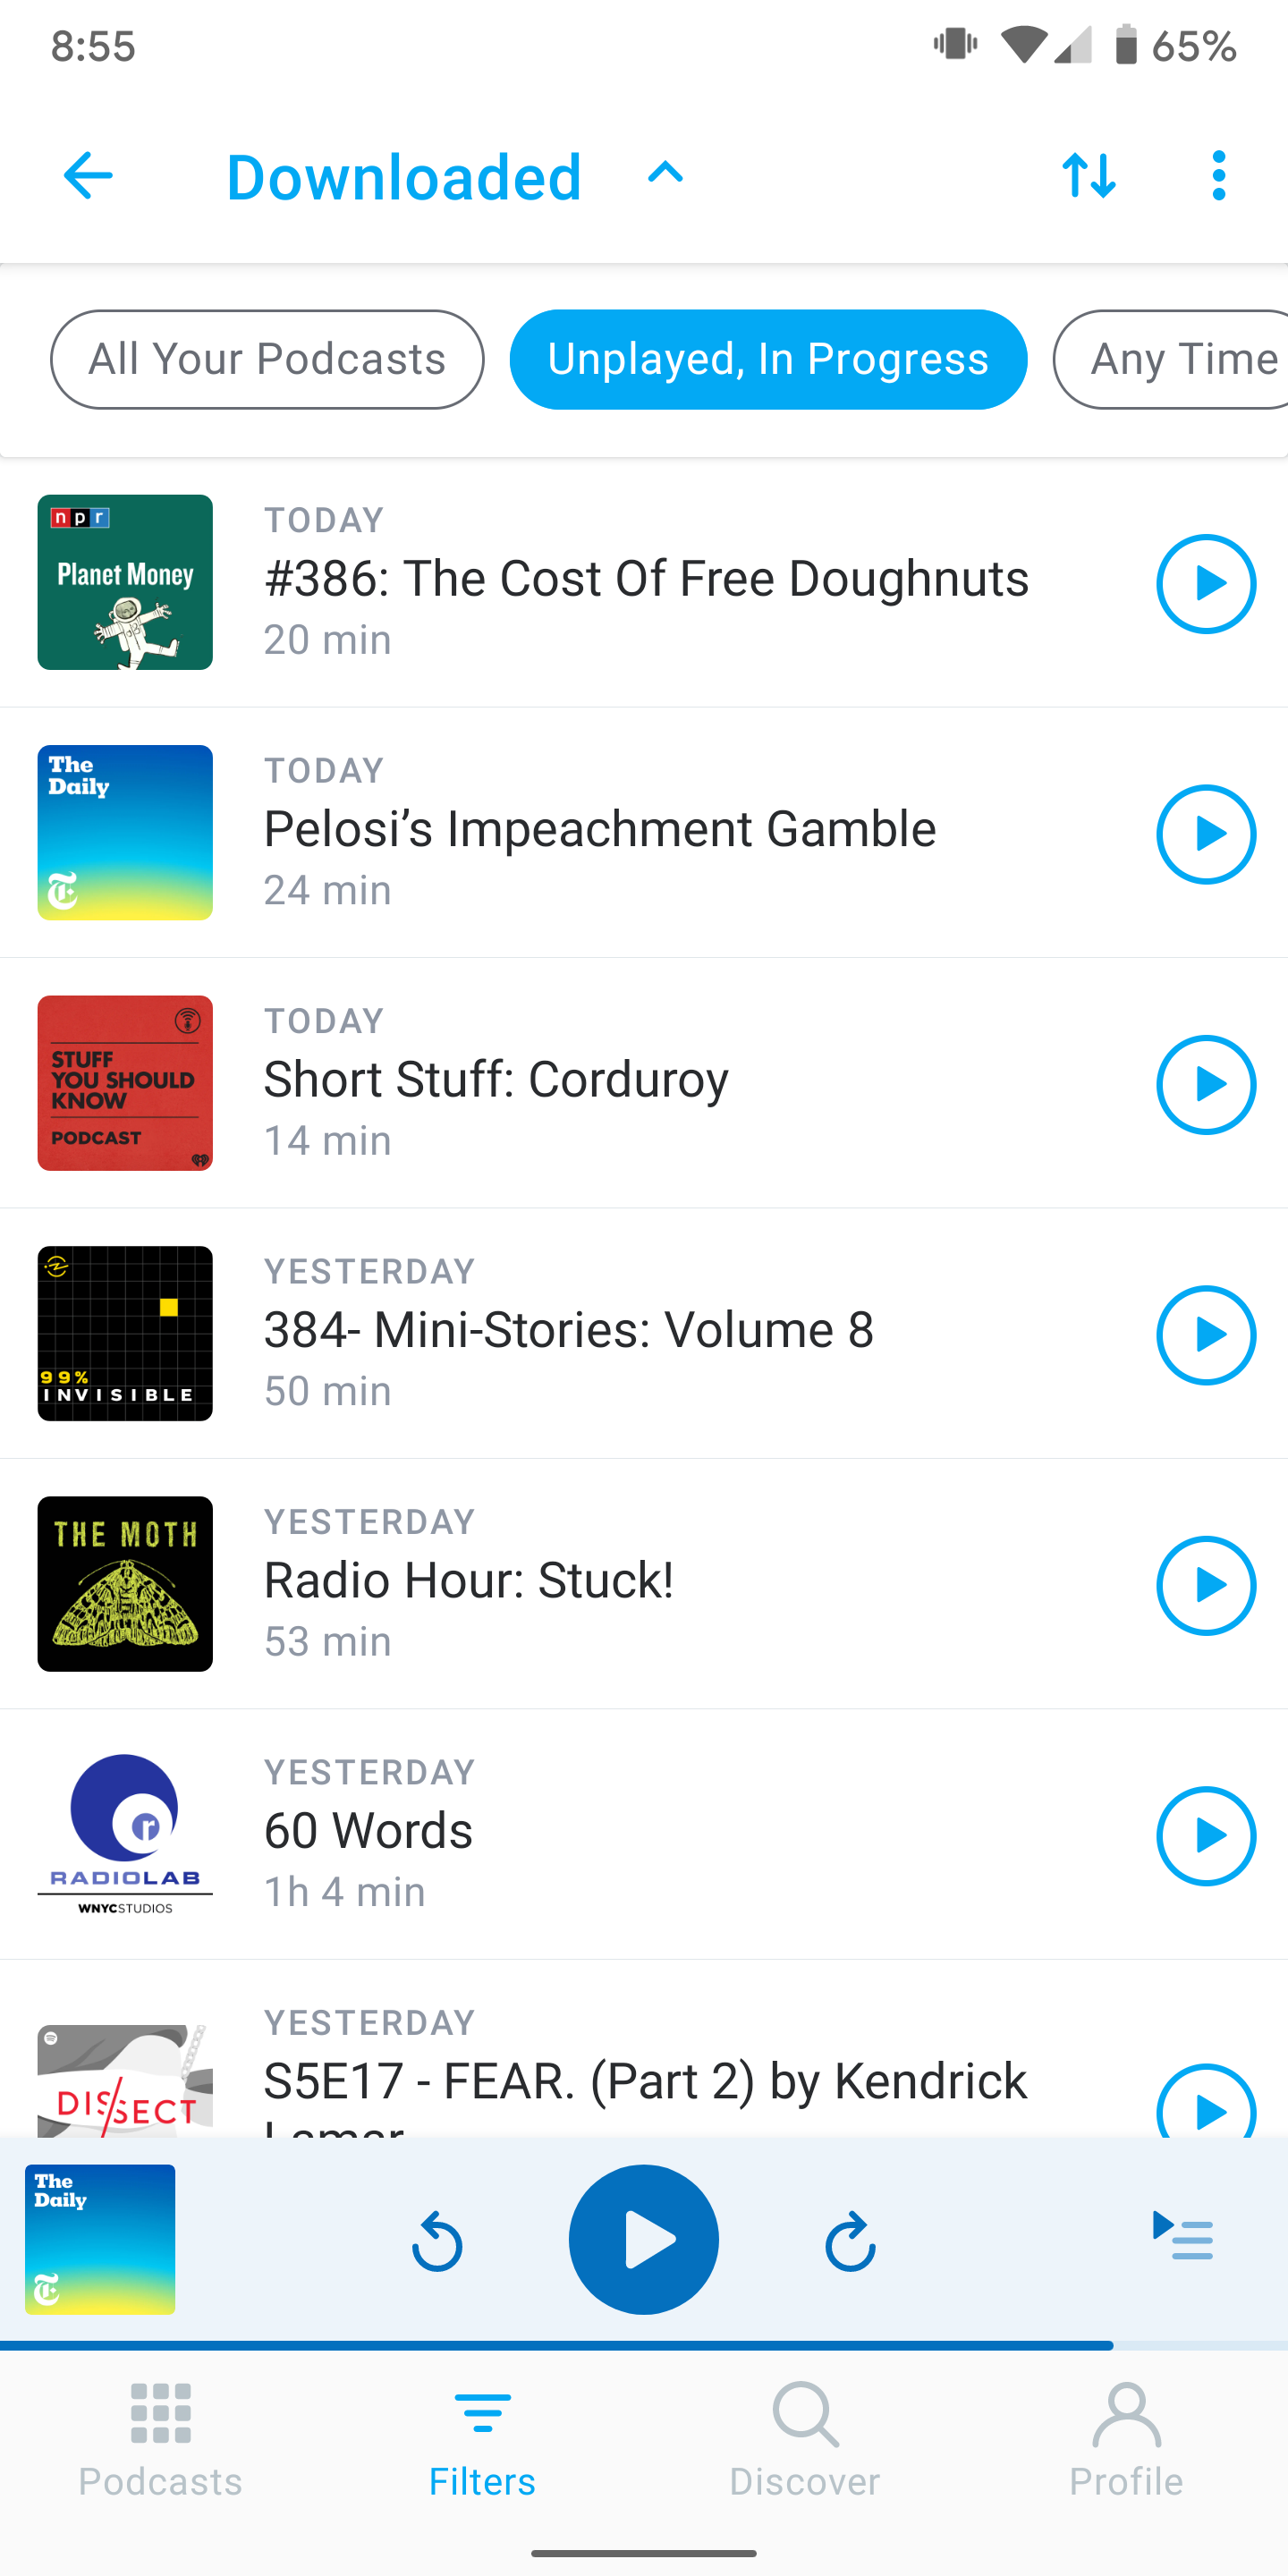 8:55
65%
Downloaded
All Your Podcasts
Unplayed, In Progress
Any Time
npr
Planet Money
TODAY
#386: The Cost Of Free Doughnuts
20 min
The
Daily
TODAY
Pelosi’s Impeachment Gamble
24 min
STUFF
YOU SHOULD
KNOW
PODCAST
TODAY
Short Stuff: Corduroy
14 min
99%
INVISIBLE
YESTERDAY
384- Mini-Stories: Volume 8
50 min
THE MOTH
YESTERDAY
Radio Hour: Stuck!
53 min
r
RADIOLAB
WNYCSTUDIOS
YESTERDAY
60 Words
1h 4 min
DISSECT
YESTERDAY
S5E17 - FEAR. (Part 2) by Kendrick
Lamar
The
Daily
Podcasts
Filters
Discover
Profile